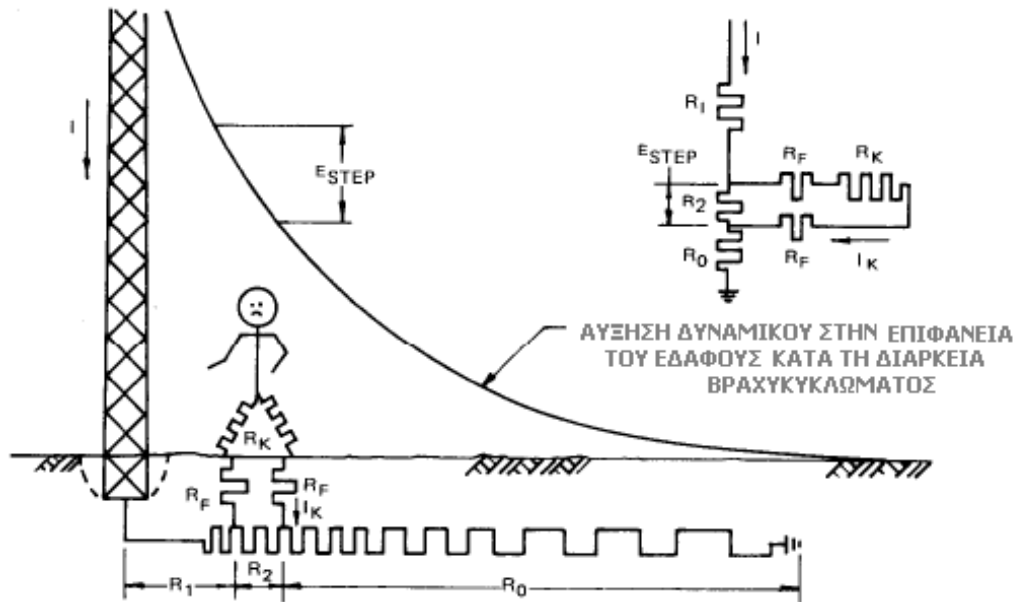 I
E STEP
R K
R F
R F
I K
R 1
R 2
R 0
I
R 1
E STEP
R F
R K
R 2
R 0
R F
I K
ΑΥΞΗΣΗ ΔΥΝΑΜΙΚΟΥ ΣΤΗΝ ΕΠΙΦΑΝΕΙΑ
ΤΟΥ ΕΔΑΦΟΥΣ ΚΑΤΑ ΤΗ ΔΙΑΡΚΕΙΑ
ΒΡΑΧΥΚΥΚΛΩΜΑΤΟΣ